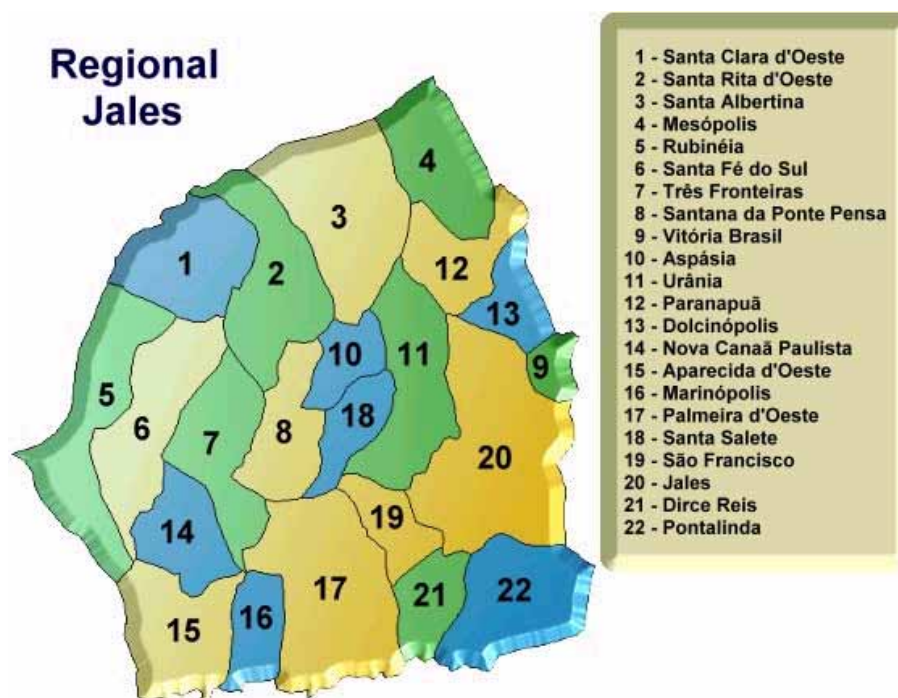 Regional
Jales
1 - Santa Clara d'Oeste
2 - Santa Rita d'Oeste
3 - Santa Albertina
4 - Mesópolis
5 - Rubinéia
6 - Santa Fé do Sul
7 - Três Fronteiras
8 - Santana da Ponte Pensa
9 - Vitória Brasil
10 - Aspásia
11 - Urânia
12 - Paranapuã
13 - Dolcinópolis
14 - Nova Canaã Paulista
15 - Aparecida d'Oeste
16 - Marinópolis
17 - Palmeira d'Oeste
18 - Santa Salete
19 - São Francisco
20 - Jales
21 - Dirce Reis
22 - Pontalinda
4
3
1
2
12
13
10
11
9
5
6
8
18
7
20
19
14
17
21
22
16
15